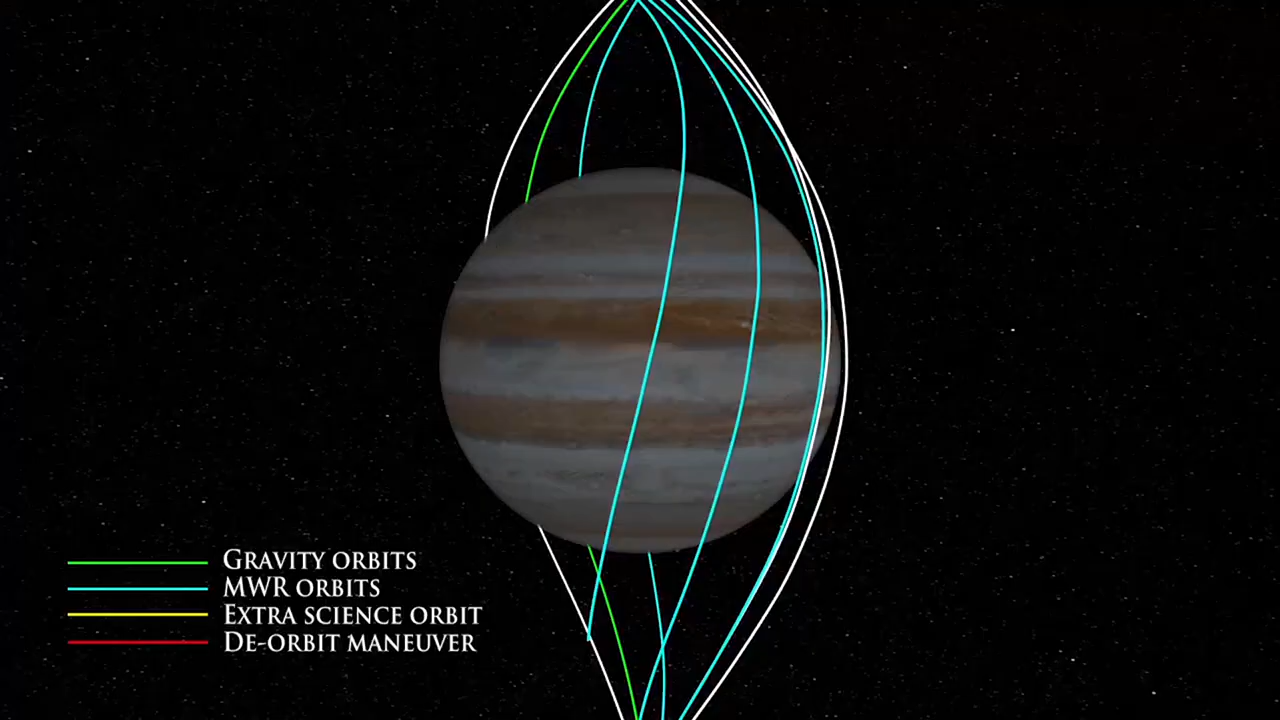 Gravity orbits
MWR orbits
Extra science orbit
De-orbit maneuver